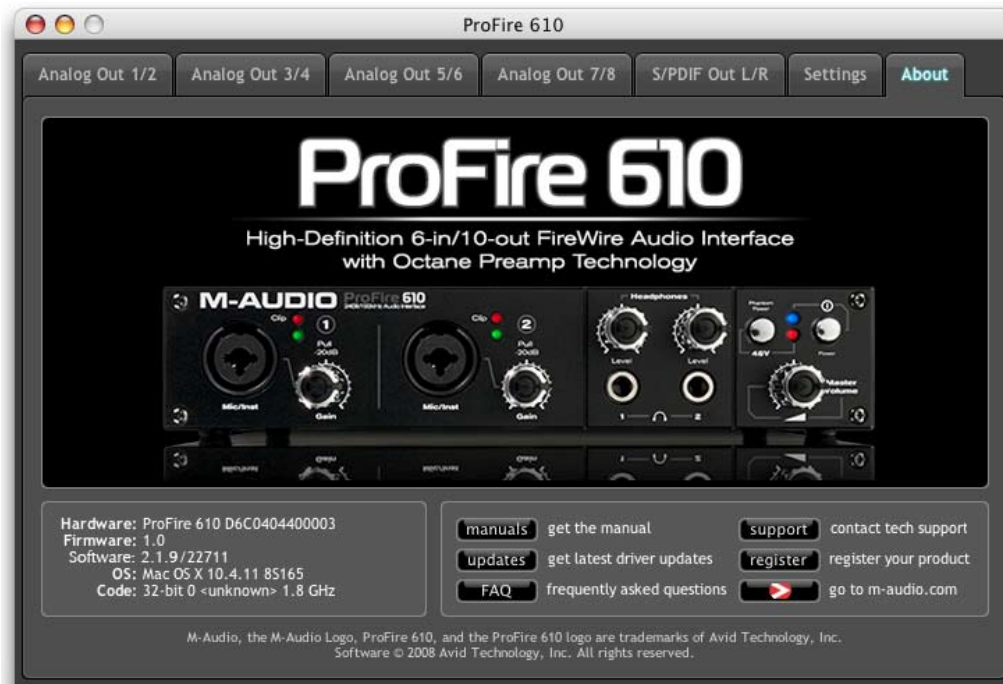 ProFire 610
Analog Out 1/2
Analog Out 3/4
Analog Out 5/6
Analog Out 7/8
S/PDIF Out L/R
Settings
About
ProFire 610
High-Definition 6-in/10-out FireWire Audio Interface
with Octane Preamp Technology
M-AUDIO ProFire 610
Clip
1
Pull
-20dB
Mic/Inst
Gain
Clip
2
Pull
-20dB
Mic/Inst
Gain
Headphones
Level
Level
1
2
Phantom
Power
48V
Power
Master
Volume
Hardware: ProFire 610 D6C0404400003
Firmware: 1.0
Software: 2.1.9/22711
OS: Mac OS X 10.4.11 8S165
Code: 32-bit 0 <unknown> 1.8 GHz
manuals get the manual
updates get latest driver updates
FAQ frequently asked questions
support contact tech support
register register your product
go to m-audio.com
M-Audio, the M-Audio Logo, ProFire 610, and the ProFire 610 logo are trademarks of Avid Technology, Inc.
Software © 2008 Avid Technology, Inc. All rights reserved.